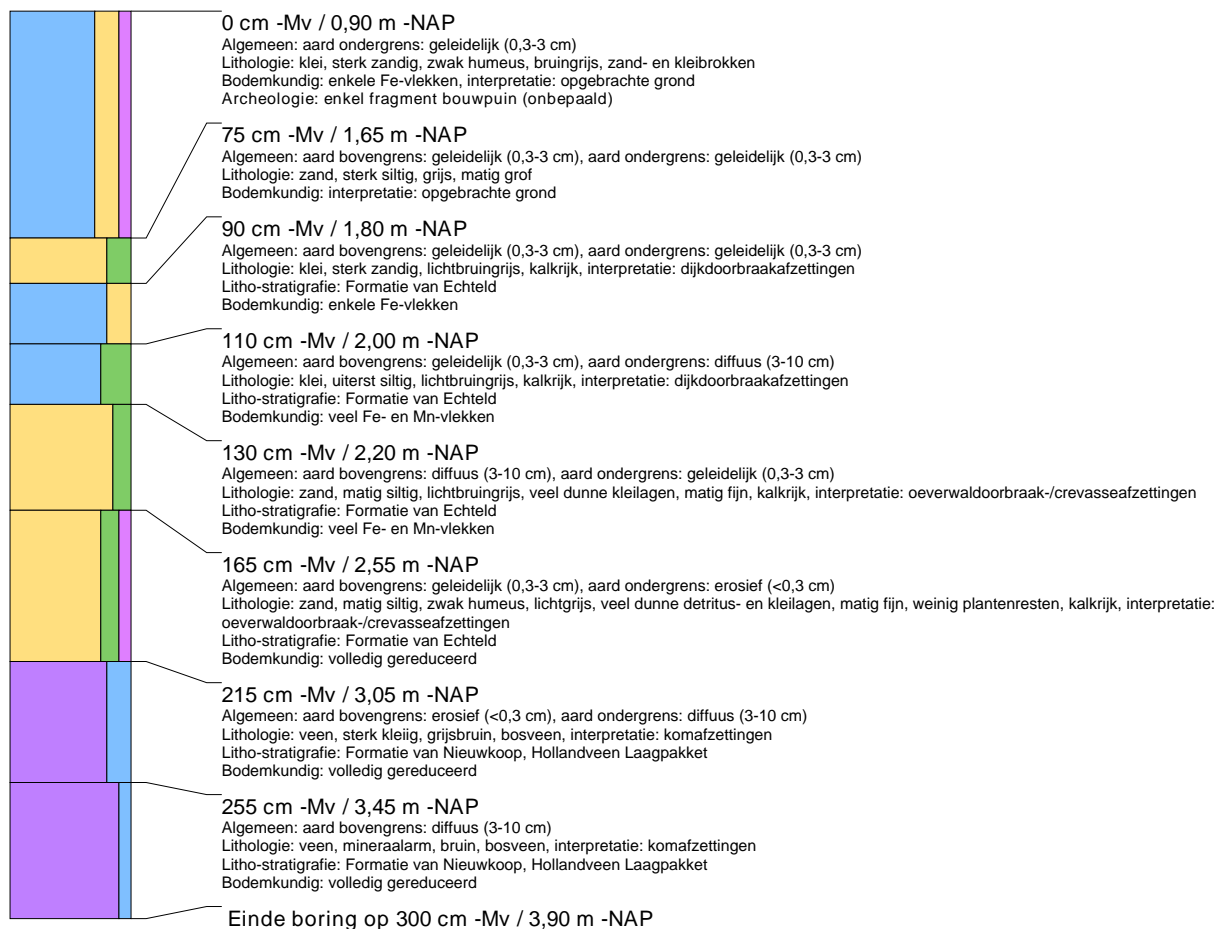 0 cm -Mv / 0,90 m -NAP
Algemeen: aard ondergrens: geleidelijk (0,3-3 cm)
Lithologie: klei, sterk zandig, zwak humeus, bruingrijs, zand- en kleibrokken
Bodemkundig: enkele Fe-vlekken, interpretatie: opgebrachte grond
Archeologie: enkel fragment bouwpuin (onbepaald)
75 cm -Mv / 1,65 m -NAP
Algemeen: aard bovengrens: geleidelijk (0,3-3 cm), aard ondergrens: geleidelijk (0,3-3 cm)
Lithologie: zand, sterk siltig, grijs, matig grof
Bodemkundig: interpretatie: opgebrachte grond
90 cm -Mv / 1,80 m -NAP
Algemeen: aard bovengrens: geleidelijk (0,3-3 cm), aard ondergrens: geleidelijk (0,3-3 cm)
Lithologie: klei, sterk zandig, lichtbruingrijs, kalkrijk, interpretatie: dijkdoorbraakafzettingen
Litho-stratigrafie: Formatie van Echteld
Bodemkundig: enkele Fe-vlekken
110 cm -Mv / 2,00 m -NAP
Algemeen: aard bovengrens: geleidelijk (0,3-3 cm), aard ondergrens: diffuus (3-10 cm)
Lithologie: klei, uiterst siltig, lichtbruingrijs, kalkrijk, interpretatie: dijkdoorbraakafzettingen
Litho-stratigrafie: Formatie van Echteld
Bodemkundig: veel Fe- en Mn-vlekken
130 cm -Mv / 2,20 m -NAP
Algemeen: aard bovengrens: diffuus (3-10 cm), aard ondergrens: geleidelijk (0,3-3 cm)
Lithologie: zand, matig siltig, lichtbruingrijs, veel dunne kleilagen, matig fijn, kalkrijk, interpretatie: oeverwaldoorbraak-/crevasseafzettingen
Litho-stratigrafie: Formatie van Echteld
Bodemkundig: veel Fe- en Mn-vlekken
165 cm -Mv / 2,55 m -NAP
Algemeen: aard bovengrens: geleidelijk (0,3-3 cm), aard ondergrens: erosief (<0,3 cm)
Lithologie: zand, matig siltig, zwak humeus, lichtgrijs, veel dunne detritus- en kleilagen, matig fijn, weinig plantenresten, kalkrijk, interpretatie:
oeverwaldoorbraak-/crevasseafzettingen
Litho-stratigrafie: Formatie van Echteld
Bodemkundig: volledig gereduceerd
215 cm -Mv / 3,05 m -NAP
Algemeen: aard bovengrens: erosief (<0,3 cm), aard ondergrens: diffuus (3-10 cm)
Lithologie: veen, sterk kleiig, grijsbruin, bosveen, interpretatie: komafzettingen
Litho-stratigrafie: Formatie van Nieuwkoop, Hollandveen Laagpakket
Bodemkundig: volledig gereduceerd
255 cm -Mv / 3,45 m -NAP
Algemeen: aard bovengrens: diffuus (3-10 cm)
Lithologie: veen, mineraalarm, bruin, bosveen, interpretatie: komafzettingen
Litho-stratigrafie: Formatie van Nieuwkoop, Hollandveen Laagpakket
Bodemkundig: volledig gereduceerd
Einde boring op 300 cm -Mv / 3,90 m -NAP